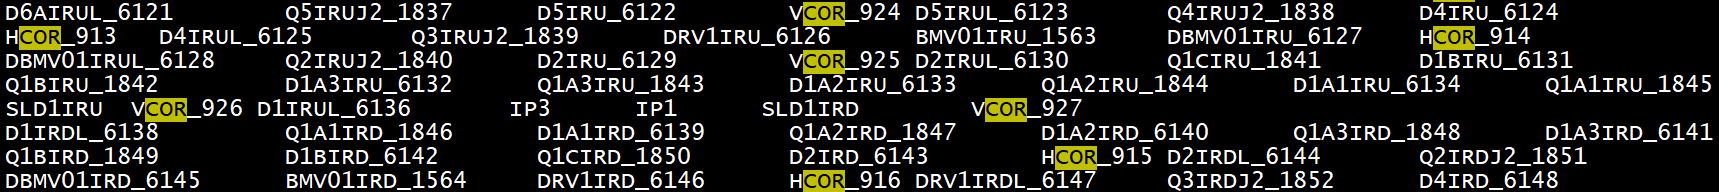 D6AIRUL_6121 Q5IRUJ2_1837 D5IRU_6122 VCOR_924 D5IRUL_6123 Q4IRUJ2_1838 D4IRU_6124
HCOR_913 D4IRUL_6125 Q3IRUJ2_1839 DRV1IRU_6126 BMV01IRU_1563 DBMV01IRU_6127 HCOR_914
DBMV01IRUL_6128 Q2IRUJ2_1840 D2IRU_6129 VCOR_925 D2IRUL_6130 Q1CIRU_1841 D1BIRU_6131
Q1BIRU_1842 D1A3IRU_6132 Q1A3IRU_1843 D1A2IRU_6133 Q1A2IRU_1844 D1A1IRU_6134 Q1A1IRU_1845
SLD1IRU VCOR_926 D1IRUL_6136 IP3 IP1 SLD1IRD VCOR_927
D1IRDL_6138 Q1A1IRD_1846 D1A1IRD_6139 Q1A2IRD_1847 D1A2IRD_6140 Q1A3IRD_1848 D1A3IRD_6141
Q1BIRD_1849 D1BIRD_6142 Q1CIRD_1850 D2IRD_6143 HCOR_915 D2IRDL_6144 Q2IRDJ2_1851
DBMV01IRD_6145 BMV01IRD_1564 DRV1IRD_6146 HCOR_916 DRV1IRDL_6147 Q3IRDJ2_1852 D4IRD_6148